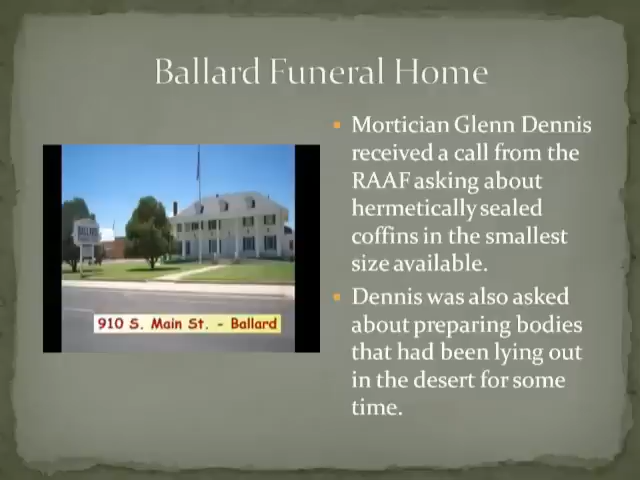 Ballard Funeral Home
Mortician Glenn Dennis
received a call from the
RAAF asking about
hermetically sealed
coffins in the smallest
size available.
Dennis was also asked
about preparing bodies
that had been lying out
in the desert for some
time.
BALLARD
910 S. Main St. - Ballard